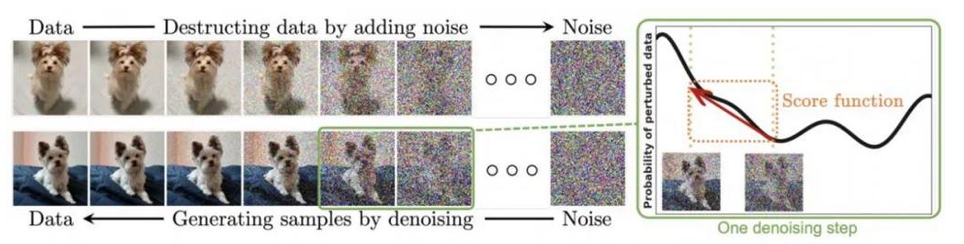 Data
Destructing data by adding noise
Noise
Data
Generating samples by denoising
Noise
Probability of perturbed data
Score function
One denoising step